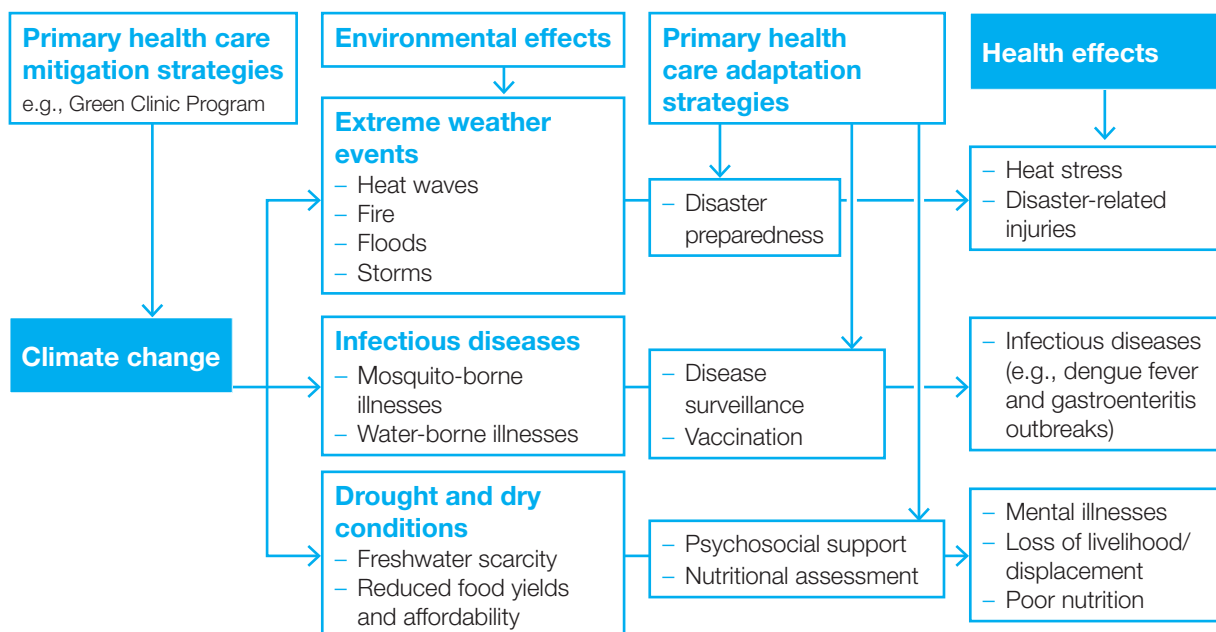 Primary health care
mitigation strategies
e.g., Green Clinic Program
Environmental effects
Primary health
care adaptation
strategies
Health effects
Extreme weather
events
– Heat waves
– Fire
– Floods
– Storms
– Disaster
preparedness
– Heat stress
– Disaster-related
injuries
Climate change
Infectious diseases
– Mosquito-borne
illnesses
– Water-borne illnesses
– Disease
surveillance
– Vaccination
– Infectious diseases
(e.g., dengue fever
and gastroenteritis
outbreaks)
Drought and dry
conditions
– Freshwater scarcity
– Reduced food yields
and affordability
– Psychosocial support
– Nutritional assessment
– Mental illnesses
– Loss of livelihood/
displacement
– Poor nutrition